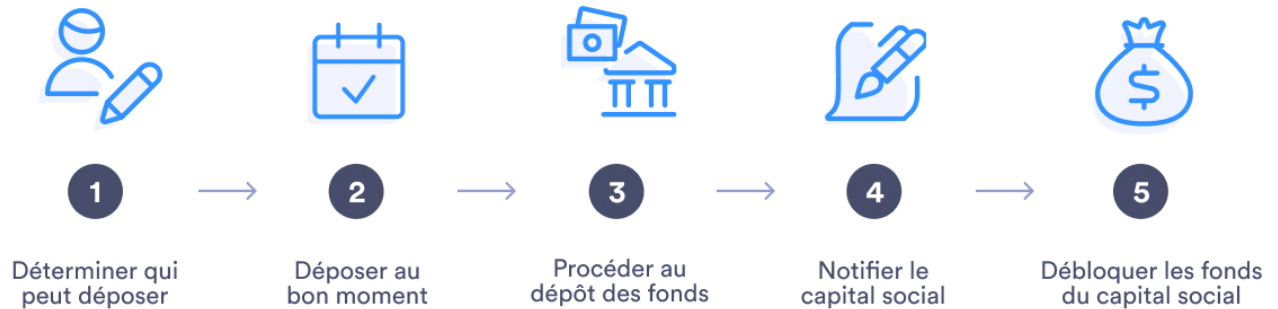 1
2
3
4
5
Déterminer qui
peut déposer
Déposer au
bon moment
Procéder au
dépôt des fonds
Notifier le
capital social
Débloquer les fonds
du capital social